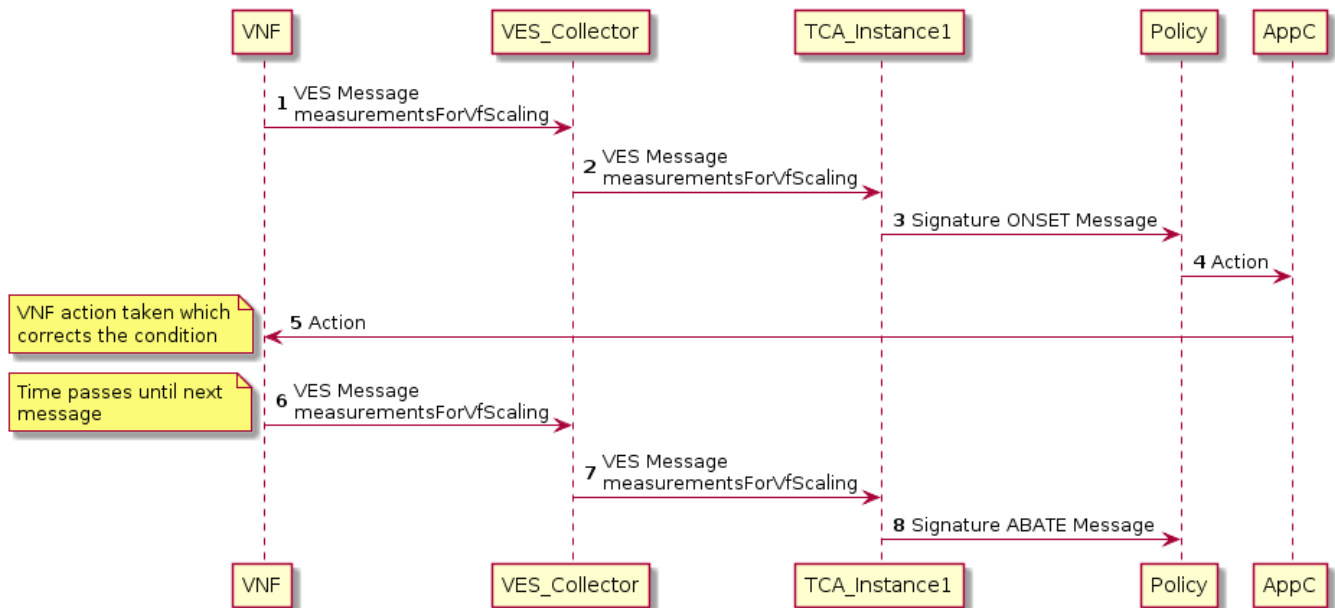 VNF
VES_Collector
TCA_Instance1
Policy
AppC
1 VES Message
measurementsForVfScaling
2 VES Message
measurementsForVfScaling
3 Signature ONSET Message
4 Action
VNF action taken which
corrects the condition
5 Action
Time passes until next
message
6 VES Message
measurementsForVfScaling
7 VES Message
measurementsForVfScaling
8 Signature ABATE Message
VNF
VES_Collector
TCA_Instance1
Policy
AppC